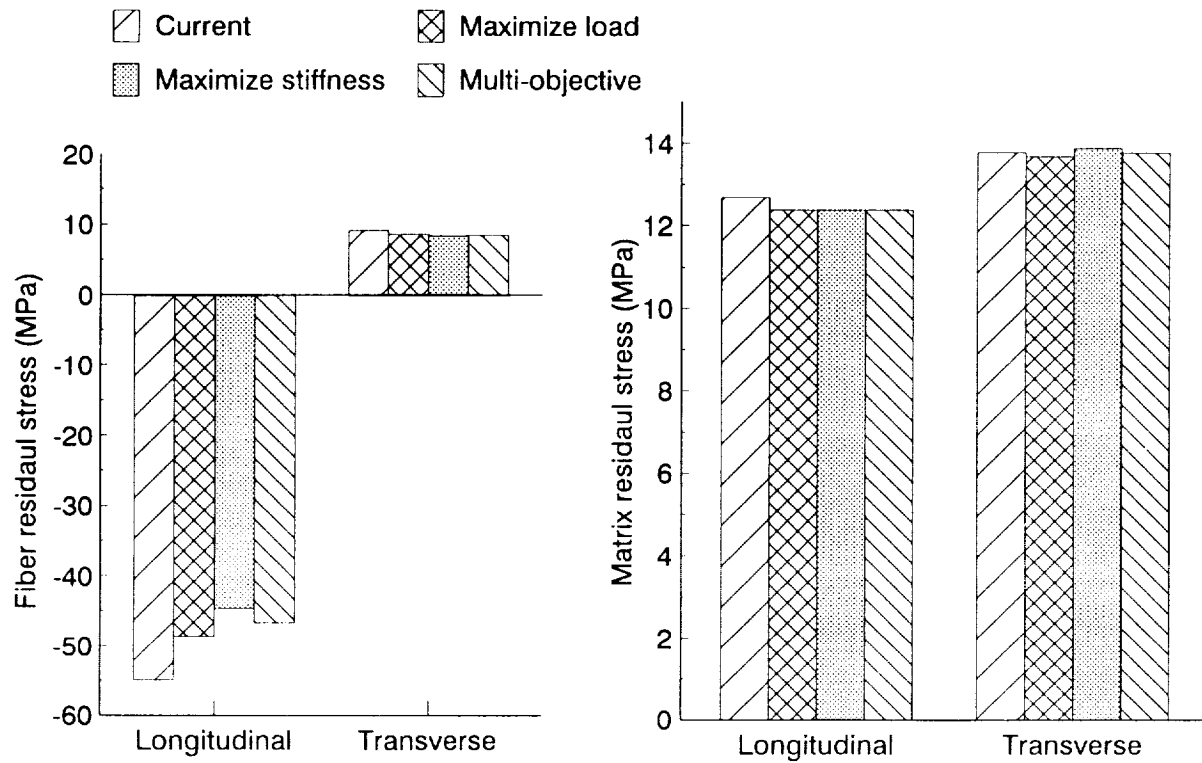 Current
Maximize load
Maximize stiffness
Multi-objective
Fiber residaul stress (MPa)
20
10
0
-10
-20
-30
-40
-50
-60
Longitudinal
Transverse
Matrix residaul stress (MPa)
14
12
10
8
6
4
2
0
Longitudinal
Transverse